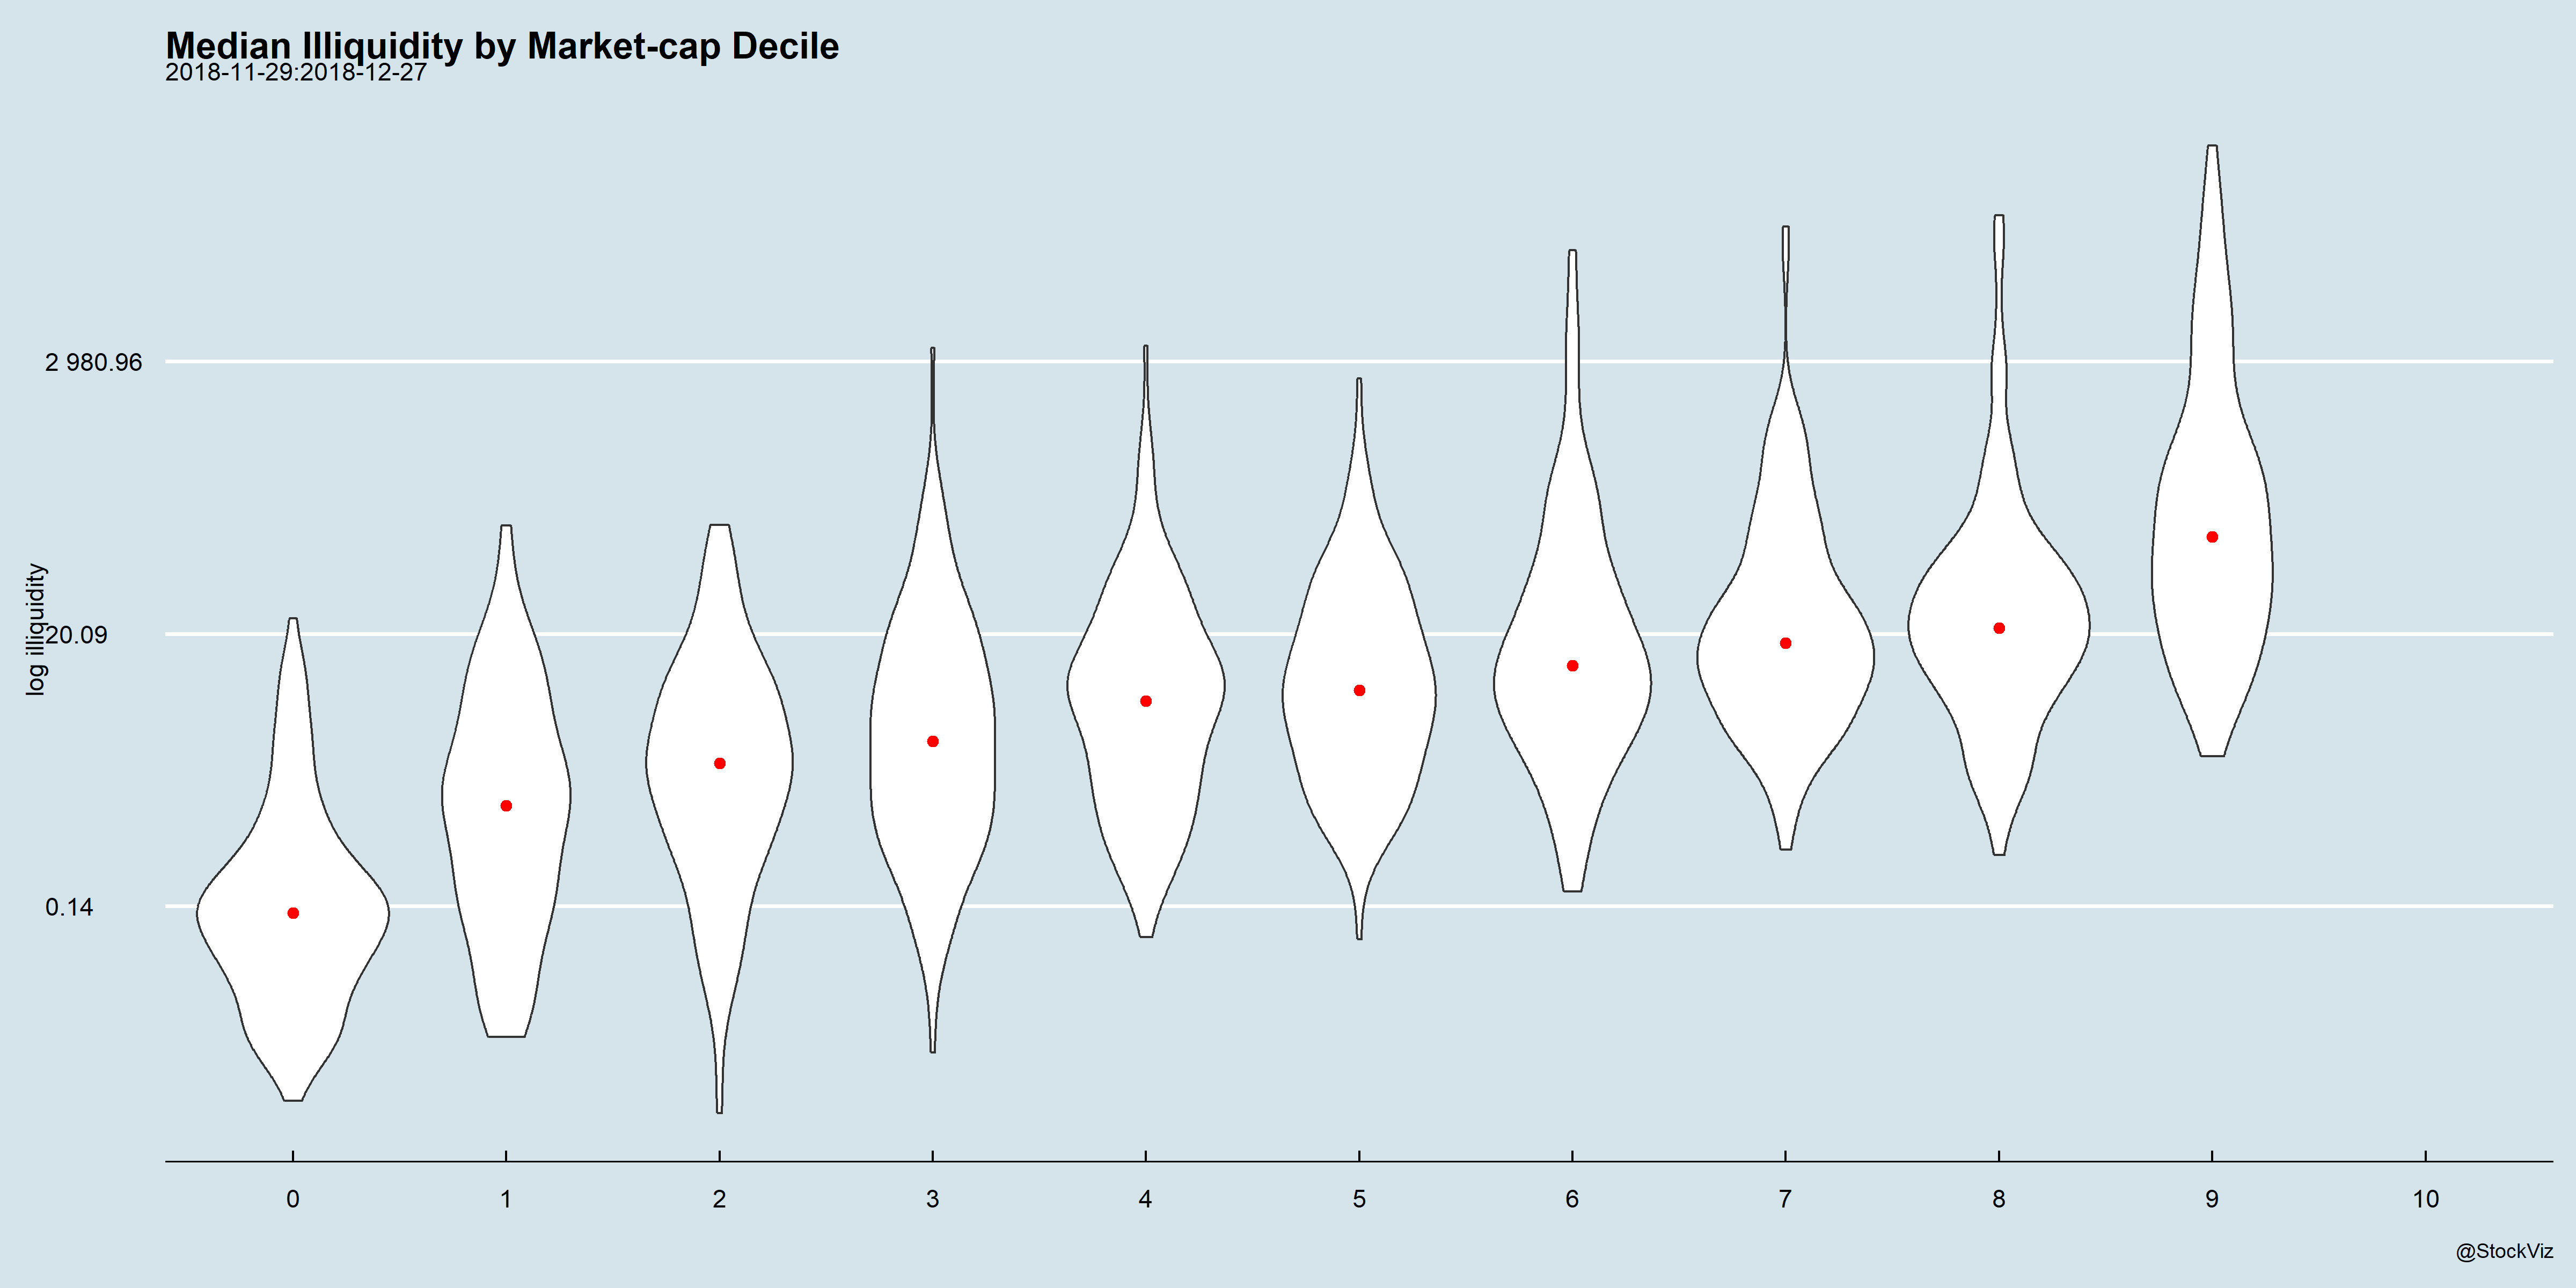 Median Illiquidity by Market-cap Decile
2018-11-29:2018-12-27
2 980.96
20.09
0.14
log illiquidity
0 1 2 3 4 5 6 7 8 9 10
@StockViz